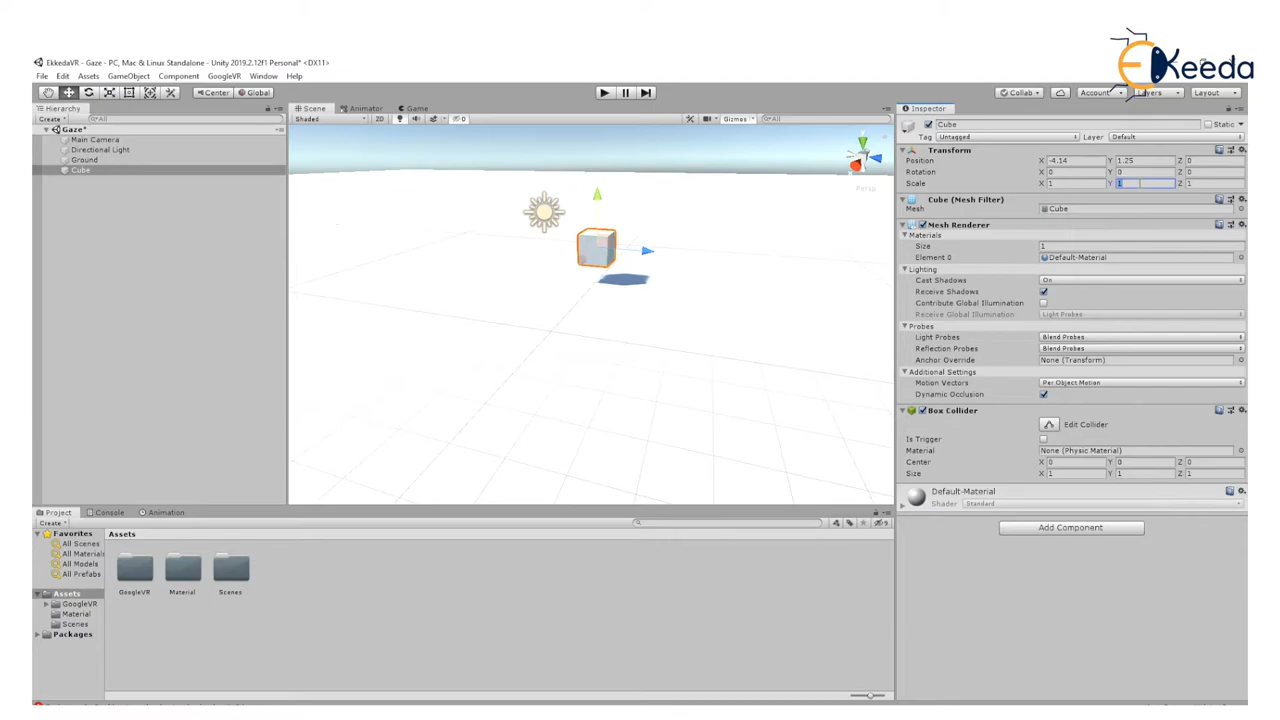 EKeeda
EkkedaVR - Gaze - PC, Mac & Linux Standalone - Unity 2019.2.12f1 Personal* <DX11>
File Edit Assets GameObject Component GoogleVR Window Help
Center Global Collab Account Layers Layout
Hierarchy Scene Animator Game Inspector
Create All Shaded 2D 0 Gizmos All Cube Static
Gaze* Tag Untagged Layer Default
Main Camera
Directional Light
Ground
Cube
Persp
Transform
Position X -4.14 Y 1.25 Z 0
Rotation X 0 Y 0 Z 0
Scale X 1 Y 1 Z 1
Cube (Mesh Filter)
Mesh Cube
Mesh Renderer
Materials
Size 1
Element 0 Default-Material
Lighting
Cast Shadows On
Receive Shadows
Contribute Global Illumination
Receive Global Illumination Light Probes
Probes
Light Probes Blend Probes
Reflection Probes Blend Probes
Anchor Override None (Transform)
Additional Settings
Motion Vectors Per Object Motion
Dynamic Occlusion
Box Collider
Edit Collider
Is Trigger
Material None (Physic Material)
Center X 0 Y 0 Z 0
Size X 1 Y 1 Z 1
Default-Material
Shader Standard
Add Component
Project Console Animation
Create
Favorites
All Scenes
All Materials
All Models
All Prefabs
Assets
GoogleVR
Material
Scenes
Packages
Assets
GoogleVR Material Scenes